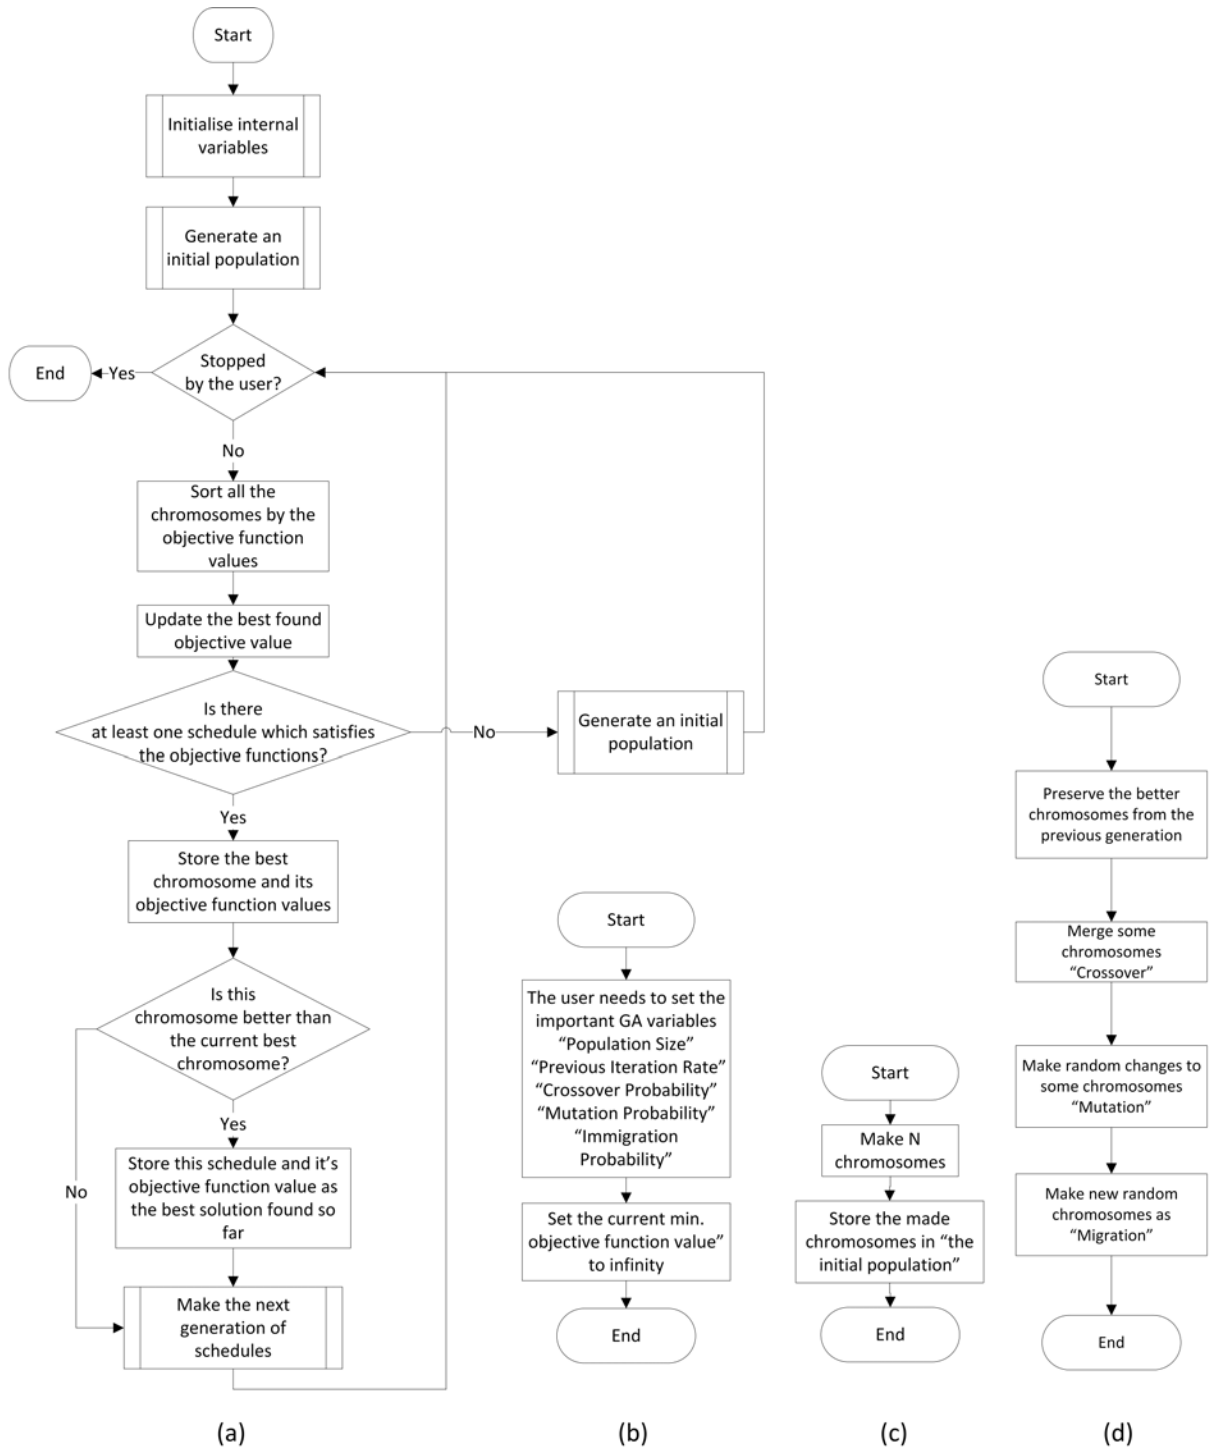 Start
Initialise internal
variables
Generate an
initial population
Stopped
by the user?
Yes
End
No
Sort all the
chromosomes by the
objective function
values
Update the best found
objective value
Is there
at least one schedule which satisfies
the objective functions?
No
Generate an initial
population
Yes
Store the best
chromosome and its
objective function values
Is this
chromosome better than
the current best
chromosome?
Yes
No
Store this schedule and it’s
objective function value as
the best solution found so
far
Make the next
generation of
schedules
(a)
Start
The user needs to set the
important GA variables
“Population Size”
“Previous Iteration Rate”
“Crossover Probability”
“Mutation Probability”
“Immigration
Probability”
Set the current min.
objective function value”
to infinity
End
(b)
Start
Make N
chromosomes
Store the made
chromosomes in “the
initial population”
End
(c)
Start
Preserve the better
chromosomes from the
previous generation
Merge some
chromosomes
“Crossover”
Make random changes to
some chromosomes
“Mutation”
Make new random
chromosomes as
“Migration”
End
(d)